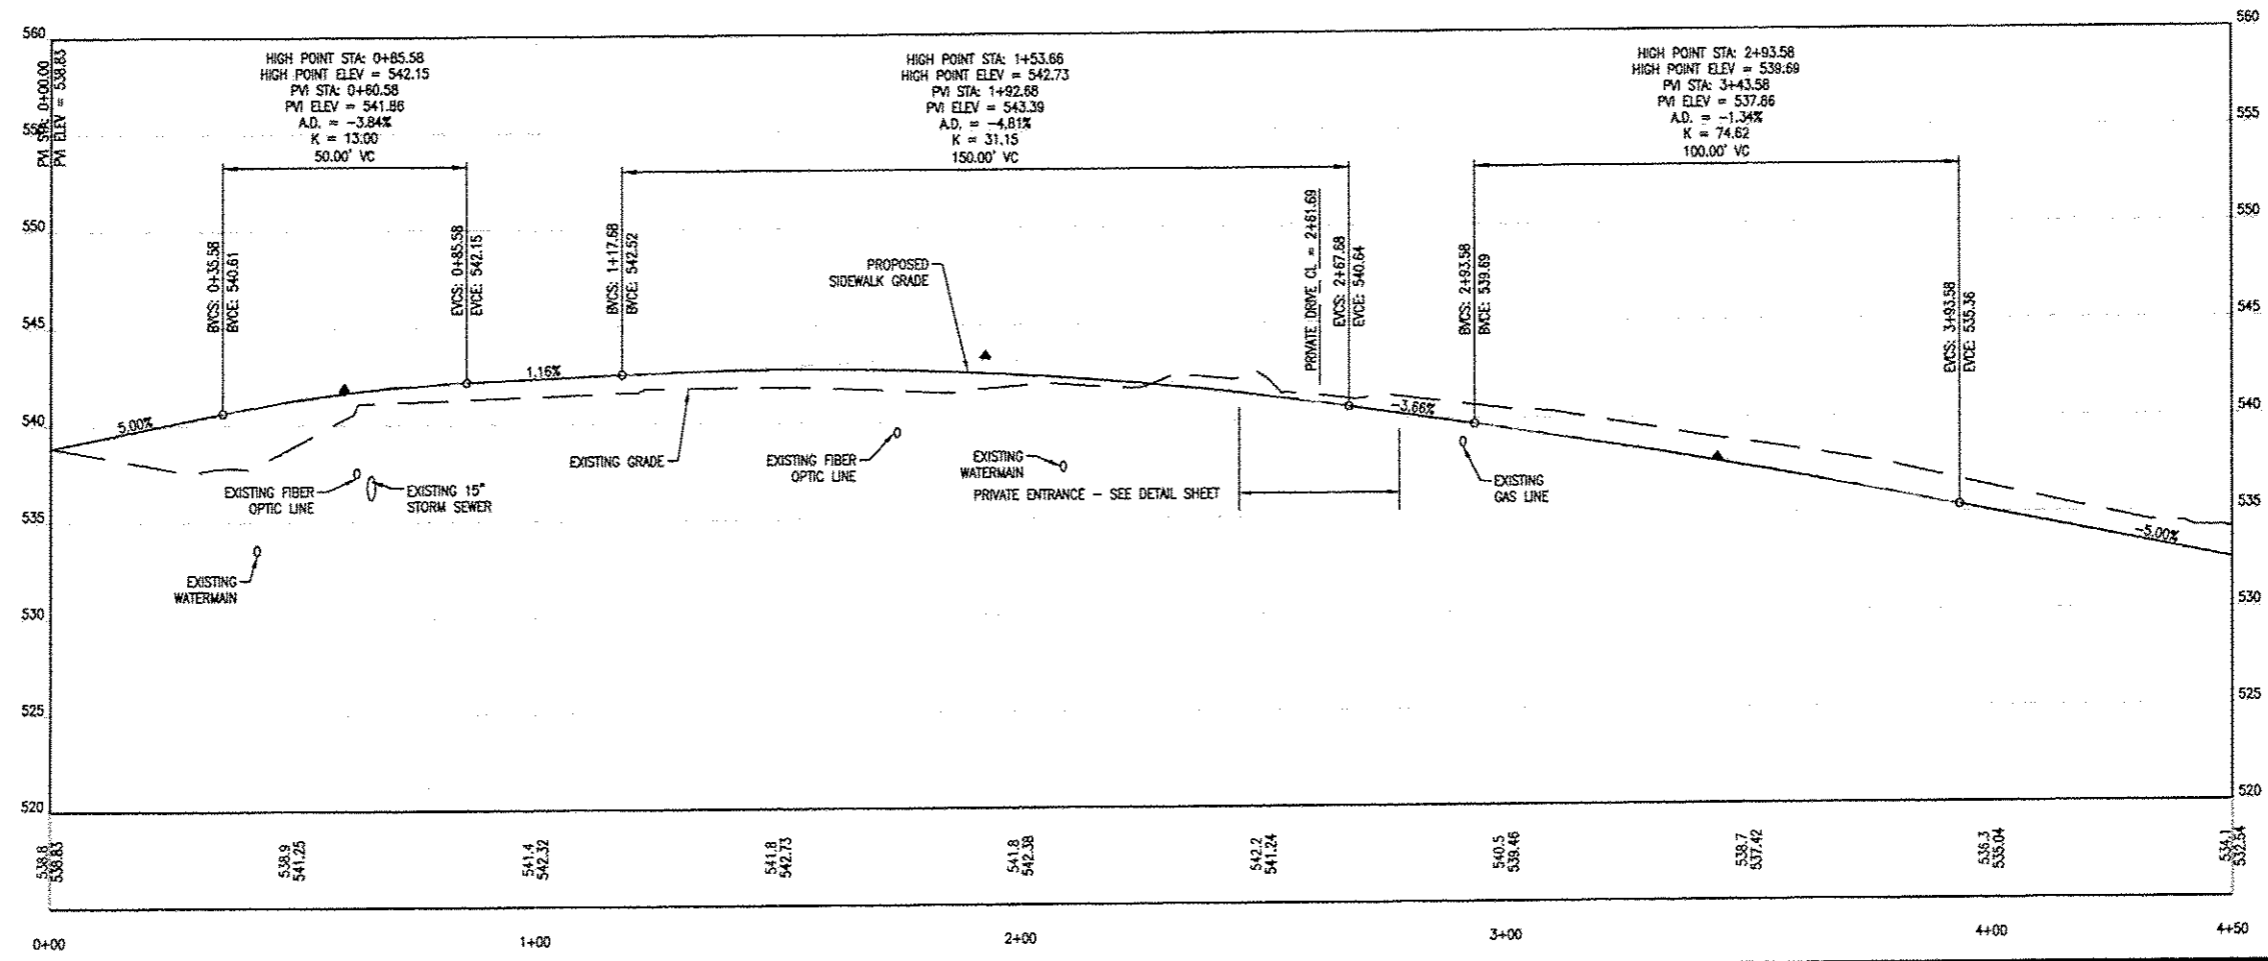 560
560
555
555
550
550
545
545
540
540
535
535
530
530
525
525
520
520
PVI STA: 0+00.00
PVI ELEV = 538.83
HIGH POINT STA: 0+85.58
HIGH POINT ELEV = 542.15
PVI STA: 0+60.58
PVI ELEV = 541.86
A.D. = -3.84%
K = 13.00
50.00' VC
HIGH POINT STA: 1+53.66
HIGH POINT ELEV = 542.73
PVI STA: 1+92.68
PVI ELEV = 543.39
A.D. = -4.81%
K = 31.15
150.00' VC
HIGH POINT STA: 2+93.58
HIGH POINT ELEV = 539.69
PVI STA: 3+43.58
PVI ELEV = 537.86
A.D. = -1.34%
K = 74.62
100.00' VC
BVCS: 0+35.58
BVCE: 540.61
EVCS: 0+85.58
EVCE: 542.15
BVCS: 1+17.68
BVCE: 542.52
PRIVATE DRIVE CL = 2+61.69
EVCS: 2+67.68
EVCE: 540.64
BVCS: 2+93.58
BVCE: 539.69
EVCS: 3+93.58
EVCE: 535.36
PROPOSED
SIDEWALK GRADE
5.00%
1.16%
-3.66%
-5.00%
EXISTING FIBER
OPTIC LINE
EXISTING 15"
STORM SEWER
EXISTING
WATERMAIN
EXISTING GRADE
EXISTING FIBER
OPTIC LINE
EXISTING
WATERMAIN
PRIVATE ENTRANCE - SEE DETAIL SHEET
EXISTING
GAS LINE
538.8
538.83
538.9
541.25
541.4
542.32
541.8
542.73
541.8
542.38
542.2
541.24
540.5
539.46
538.7
537.42
536.3
535.04
534.1
532.54
0+00
1+00
2+00
3+00
4+00
4+50